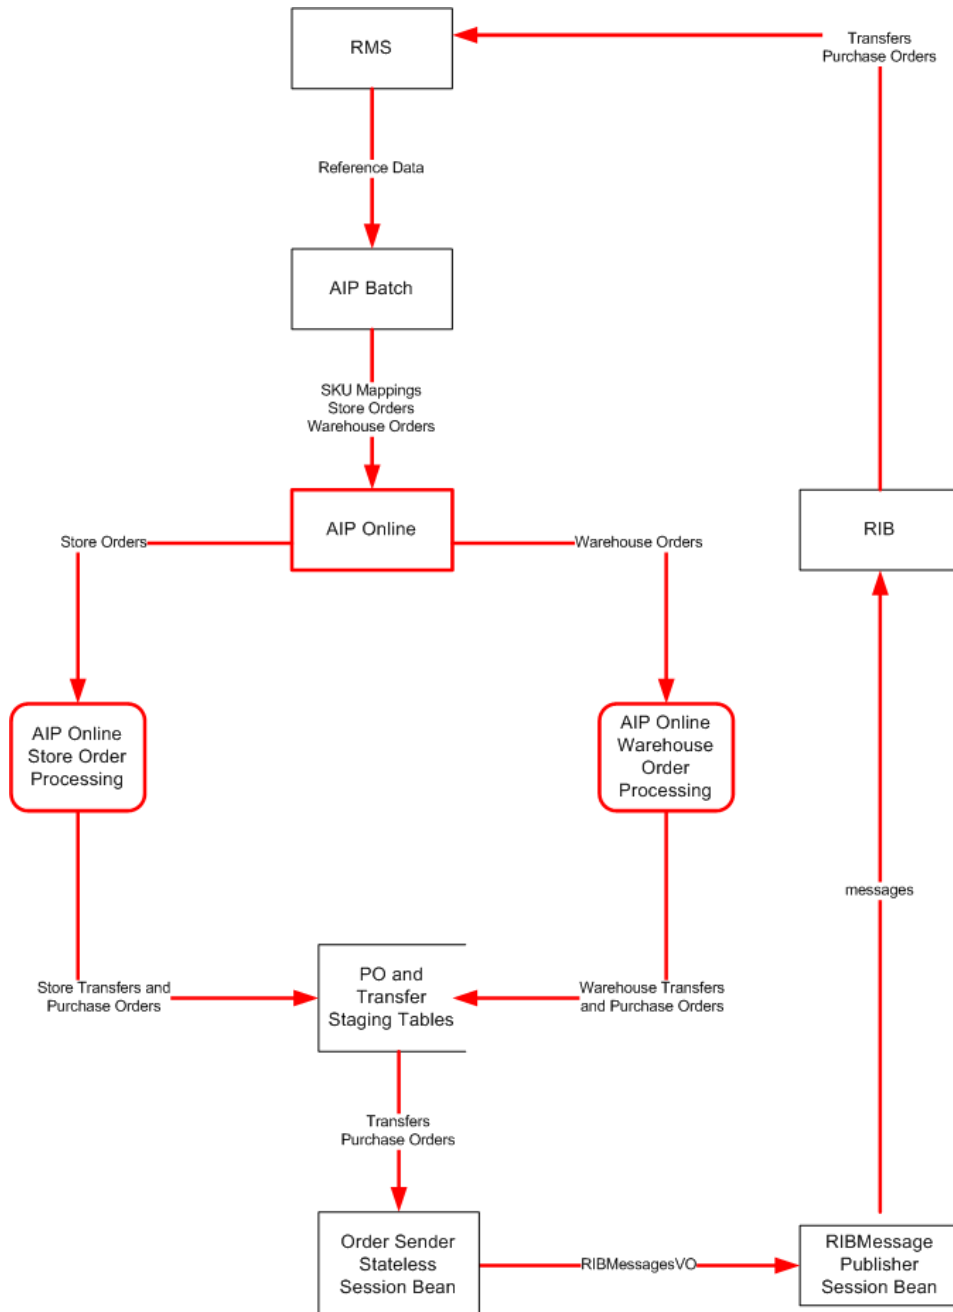 RMS
Transfers
Purchase Orders
Reference Data
AIP Batch
SKU Mappings
Store Orders
Warehouse Orders
AIP Online
RIB
Store Orders
Warehouse Orders
AIP Online
Store Order
Processing
AIP Online
Warehouse
Order
Processing
messages
PO and
Transfer
Staging Tables
Store Transfers and
Purchase Orders
Warehouse Transfers
and Purchase Orders
Transfers
Purchase Orders
Order Sender
Stateless
Session Bean
RIBMessagesVO
RIBMessage
Publisher
Session Bean